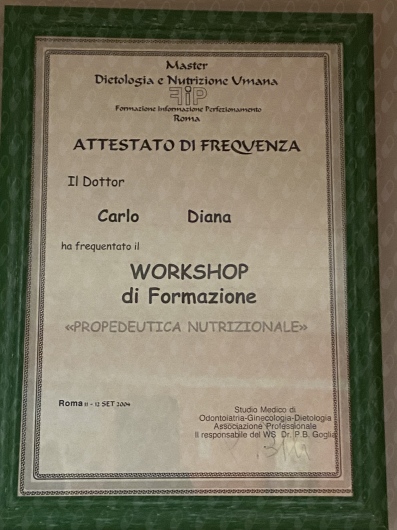 Master
Dietologia e Nutrizione Umana
FIP
Formazione Informazione Perfezionamento
Roma
ATTESTATO DI FREQUENZA
Il Dottor
Carlo Diana
ha frequentato il
WORKSHOP
di Formazione
«PROPEDEUTICA NUTRIZIONALE»
Roma 11 - 12 SET 2004
Studio Medico di
Odontoiatria-Ginecologia-Dietologia
Associazione Professionale
Il responsabile del WS Dr. P.B. Goglia